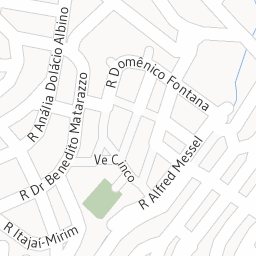 R Anália Dolácio Albino
R Domênico Fontana
R Dr Benedito Matarazzo
Ve Cinco
R Alfred Messel
R Itajaí-Mirim